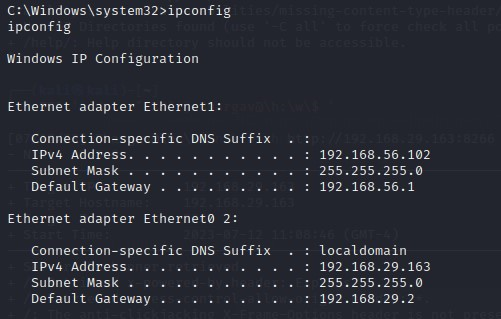 C:\Windows\system32>ipconfig
ipconfig
Windows IP Configuration
Ethernet adapter Ethernet1:
Connection-specific DNS Suffix  . :
IPv4 Address. . . . . . . . . . . : 192.168.56.102
Subnet Mask . . . . . . . . . . . : 255.255.255.0
Default Gateway . . . . . . . . . : 192.168.56.1
Ethernet adapter Ethernet0 2:
Connection-specific DNS Suffix  . : localdomain
IPv4 Address. . . . . . . . . . . : 192.168.29.163
Subnet Mask . . . . . . . . . . . : 255.255.255.0
Default Gateway . . . . . . . . . : 192.168.29.2